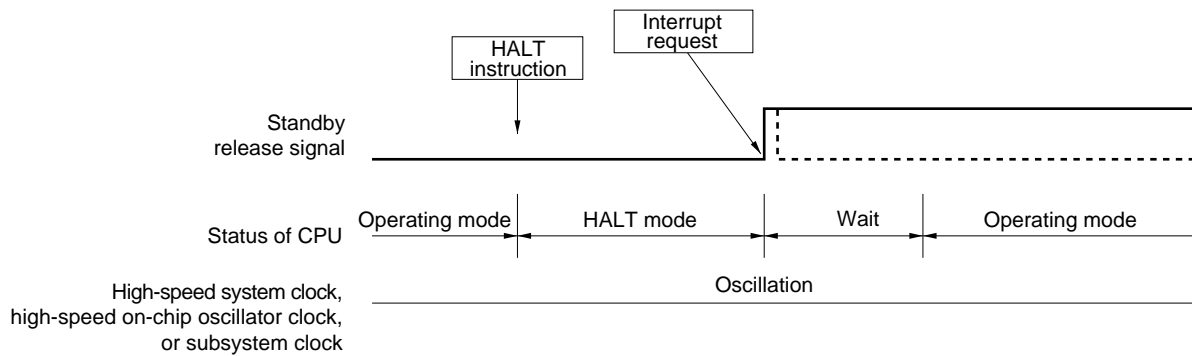 Interrupt
request
HALT
instruction
Standby
release signal
Operating mode
HALT mode
Wait
Operating mode
Status of CPU
Oscillation
High-speed system clock,
high-speed on-chip oscillator clock,
or subsystem clock